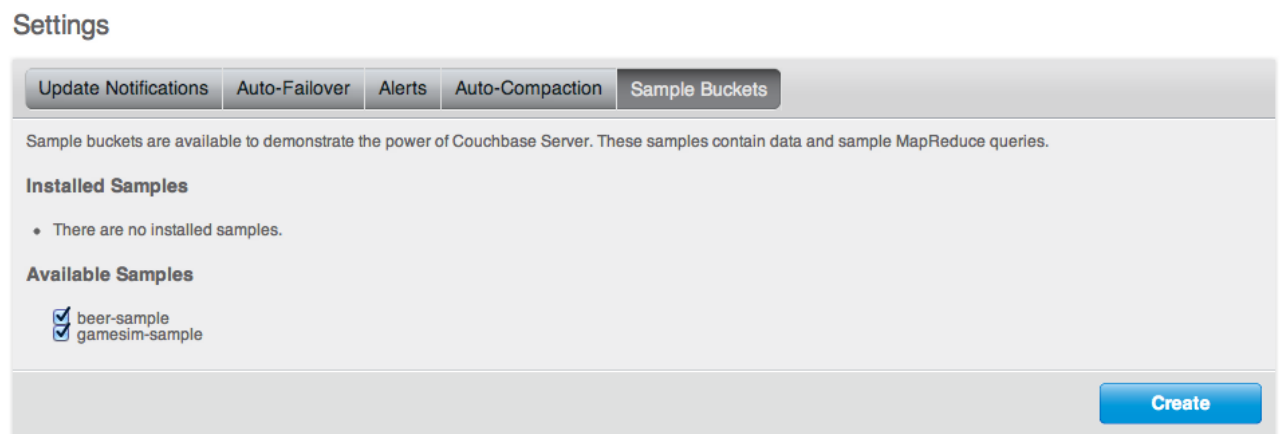 Settings
Update Notifications Auto-Failover Alerts Auto-Compaction Sample Buckets
Sample buckets are available to demonstrate the power of Couchbase Server. These samples contain data and sample MapReduce queries.
Installed Samples
• There are no installed samples.
Available Samples
beer-sample
gamesim-sample
Create